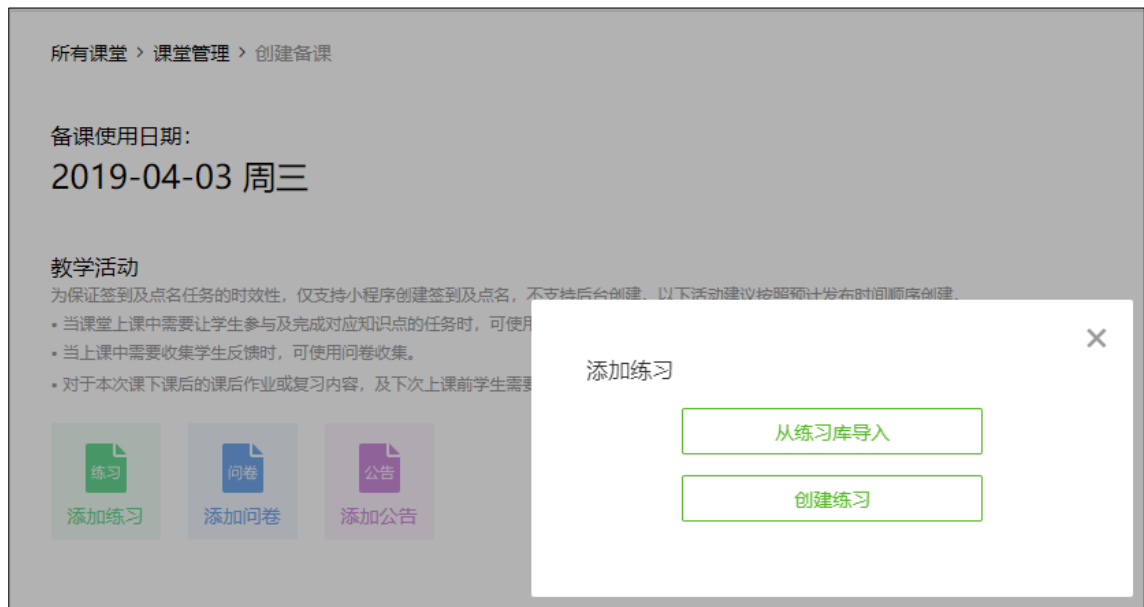 所有课堂 > 课堂管理 > 创建备课
备课使用日期：
2019-04-03 周三
教学活动
为保证签到及点名任务的时效性，仅支持小程序创建签到及点名，不支持后台创建。以下活动建议按照预计发布时间顺序创建。
• 当课堂上课中需要让学生参与及完成对应知识点的任务时，可使用
• 当上课中需要收集学生反馈时，可使用问卷收集。
• 对于本次课下课后的课后作业或复习内容，及下次上课前学生需要
练习 问卷 公告
添加练习 添加问卷 添加公告
添加练习
从练习库导入
创建练习